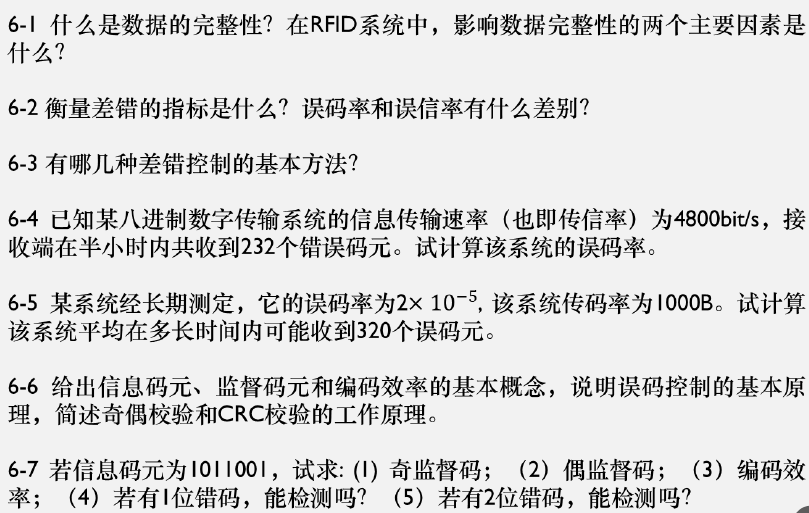 6-1 什么是数据的完整性？在RFID系统中，影响数据完整性的两个主要因素是
什么？
6-2 衡量差错的指标是什么？误码率和误信率有什么差别？
6-3 有哪几种差错控制的基本方法？
6-4 已知某八进制数字传输系统的信息传输速率（也即传信率）为4800bit/s，接
收端在半小时内共收到232个错误码元。试计算该系统的误码率。
6-5 某系统经长期测定，它的误码率为2× 10⁻⁵, 该系统传码率为1000B。试计算
该系统平均在多长时间内可能收到320个误码元。
6-6 给出信息码元、监督码元和编码效率的基本概念，说明误码控制的基本原
理，简述奇偶校验和CRC校验的工作原理。
6-7 若信息码元为1011001，试求: (1) 奇监督码；（2）偶监督码；（3）编码效
率；（4）若有1位错码，能检测吗？（5）若有2位错码，能检测吗？